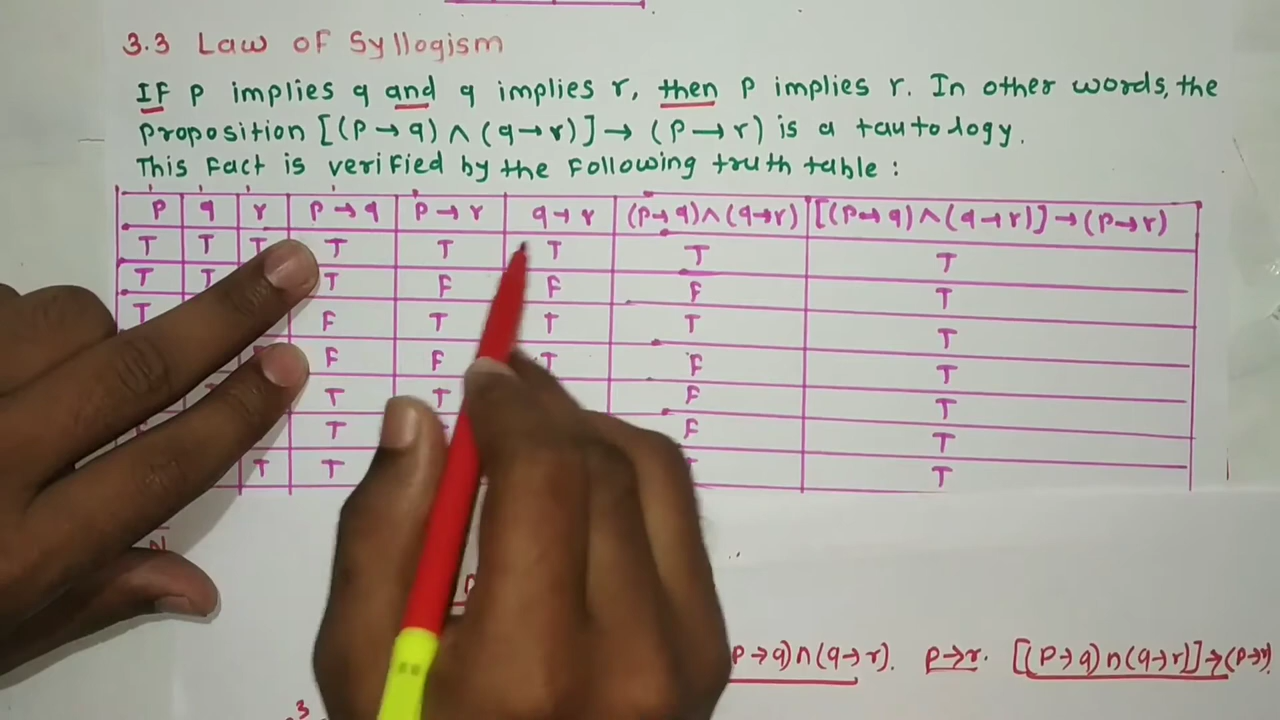 3.3 Law of Syllogism
If p implies q and q implies r, then p implies r. In other words, the
proposition [(p→q)∧(q→r)]→(p→r) is a tautology.
This fact is verified by the following truth table:
p q r p→q p→r q→r (p→q)∧(q→r) [(p→q)∧(q→r)]→(p→r)
T T T T T T T T
T T T F F F T
T F T T T T
F F T F T
T T F T
T F T
T T T
p→q)∩(q→r). p→r. [(p→q)∩(q→r)]→(p→r)
3